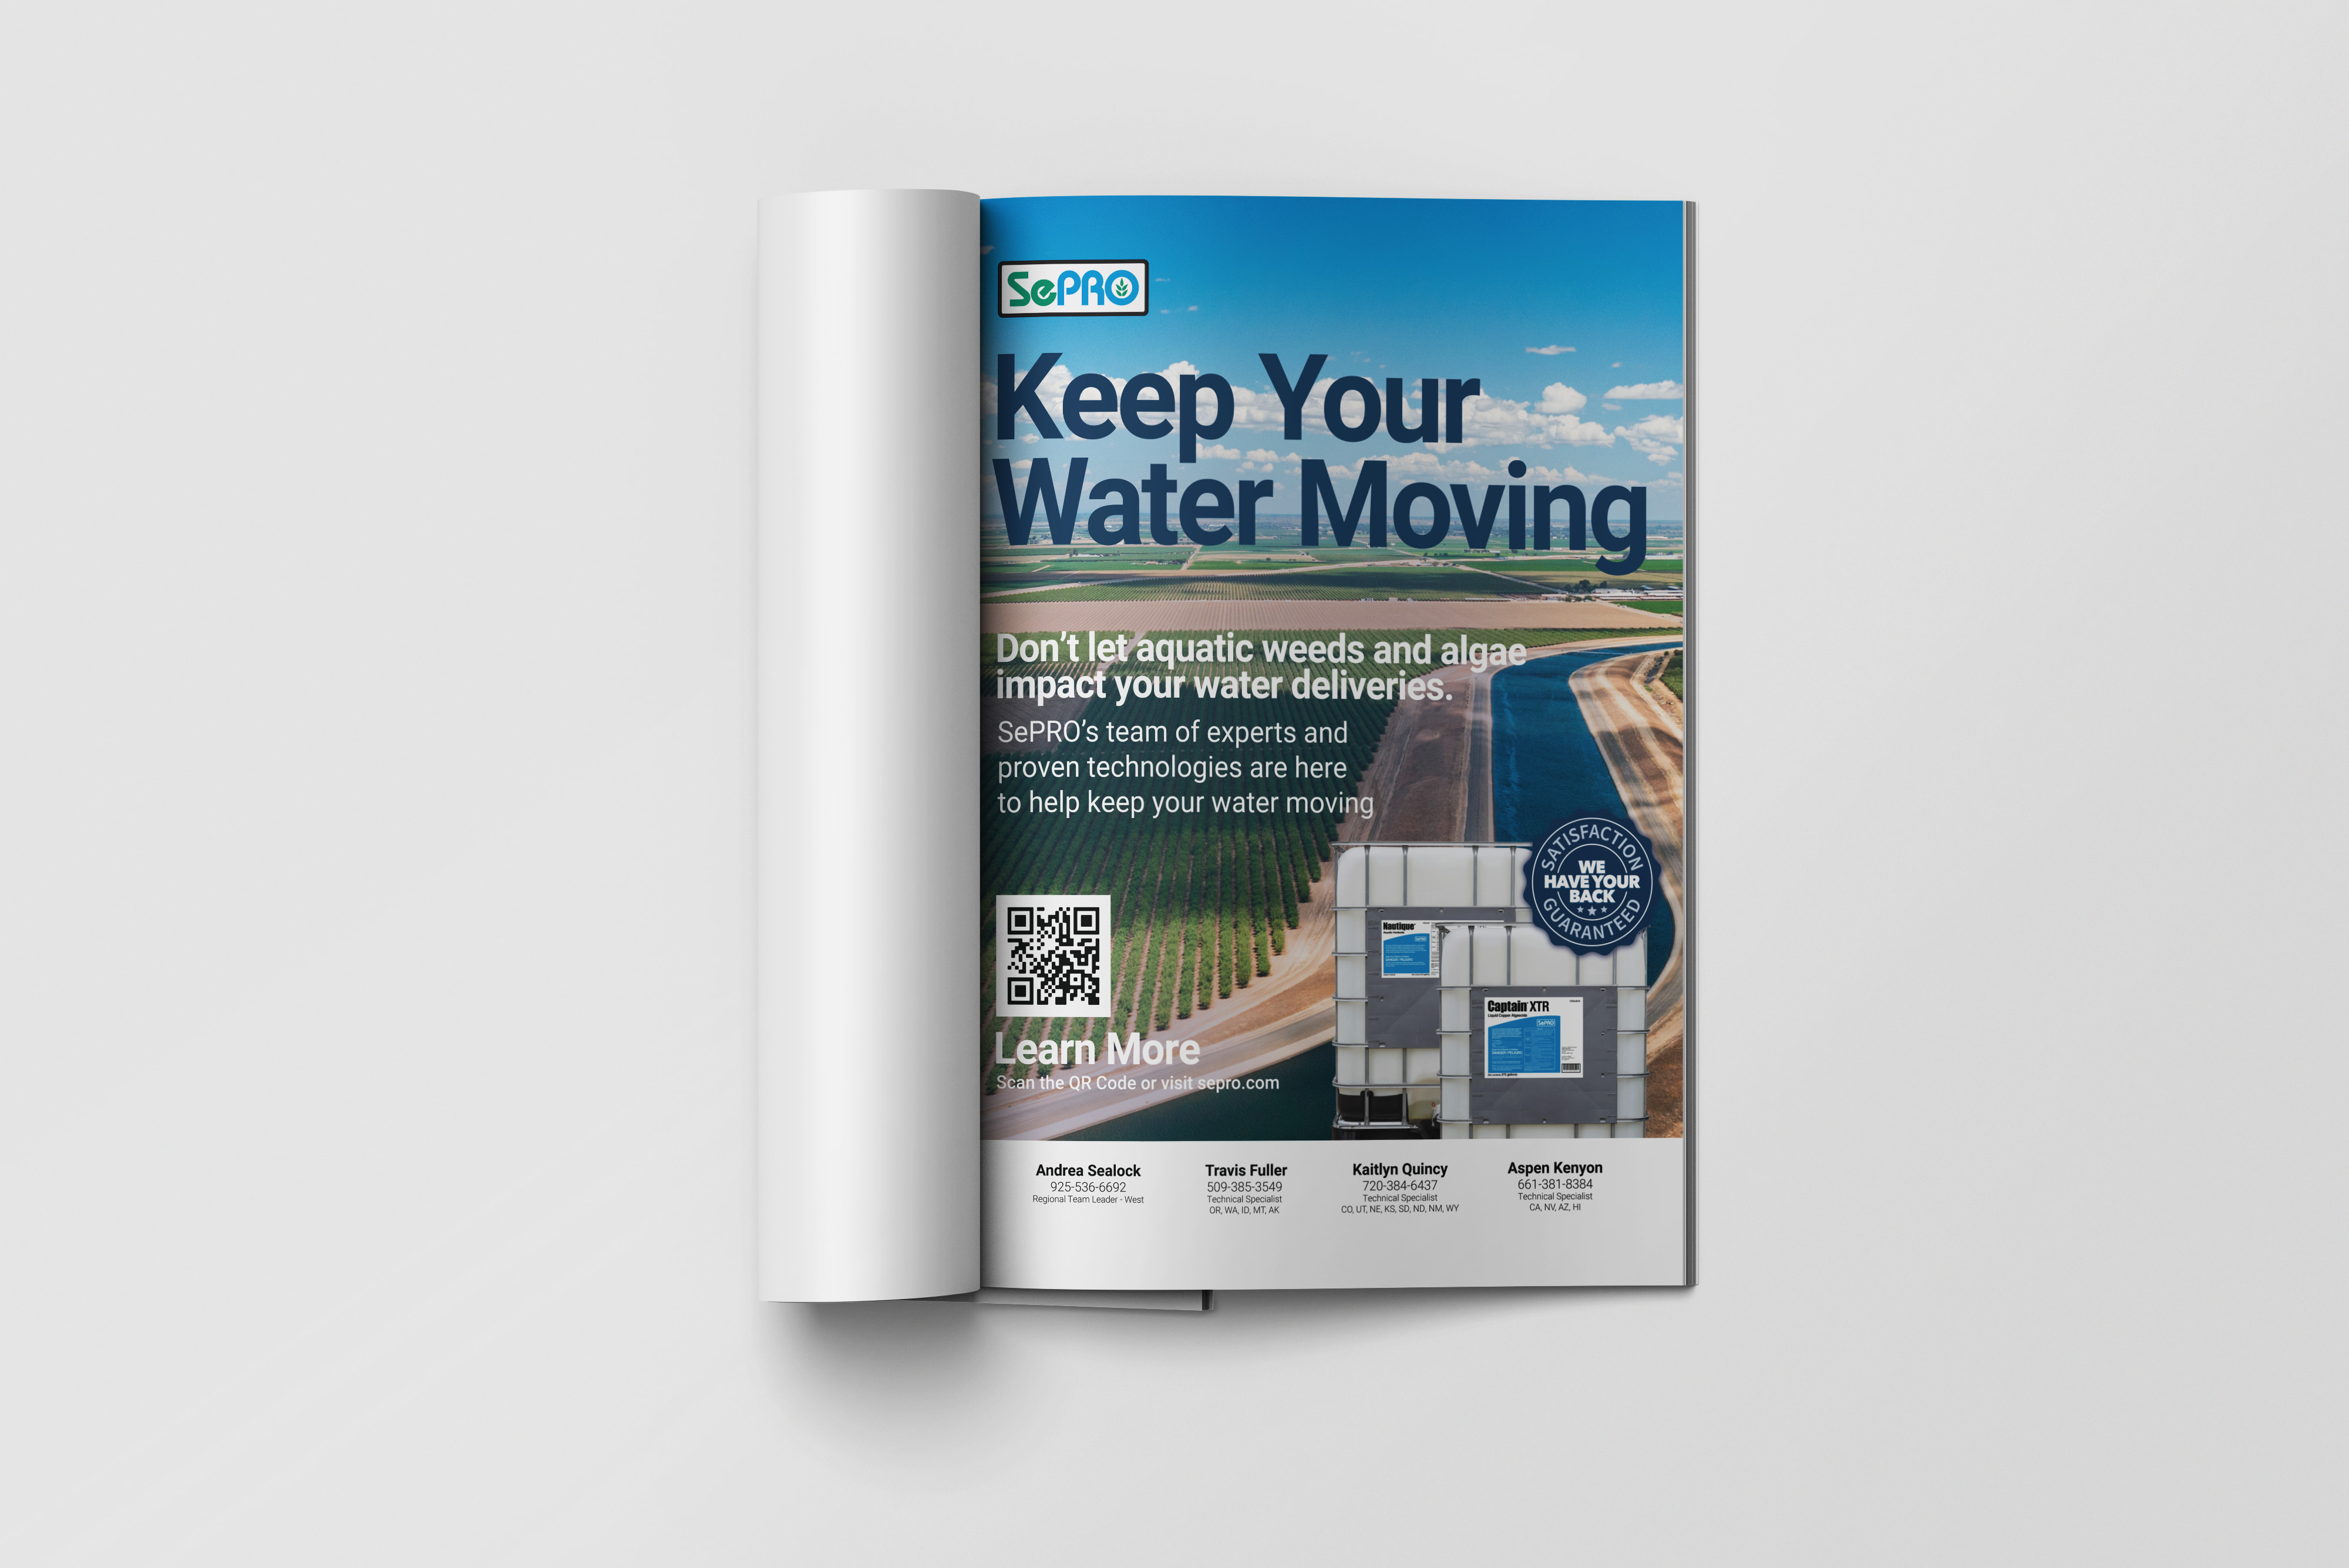 SePRO
Keep Your
Water Moving
Don't let aquatic weeds and algae
impact your water deliveries.
SePRO's team of experts and
proven technologies are here
to help keep your water moving
SATISFACTION
WE
HAVE YOUR
BACK
GUARANTEED
Nautique
SePRO
Captain XTR
Liquid Copper Algaecide
SePRO
Learn More
Scan the QR Code or visit sepro.com
Andrea Sealock
925-536-6692
Regional Team Leader - West
Travis Fuller
509-385-3549
Technical Specialist
OR, WA, ID, MT, AK
Kaitlyn Quincy
720-384-6437
Technical Specialist
CO, UT, NE, KS, SD, ND, NM, WY
Aspen Kenyon
661-381-8384
Technical Specialist
CA, NV, AZ, HI